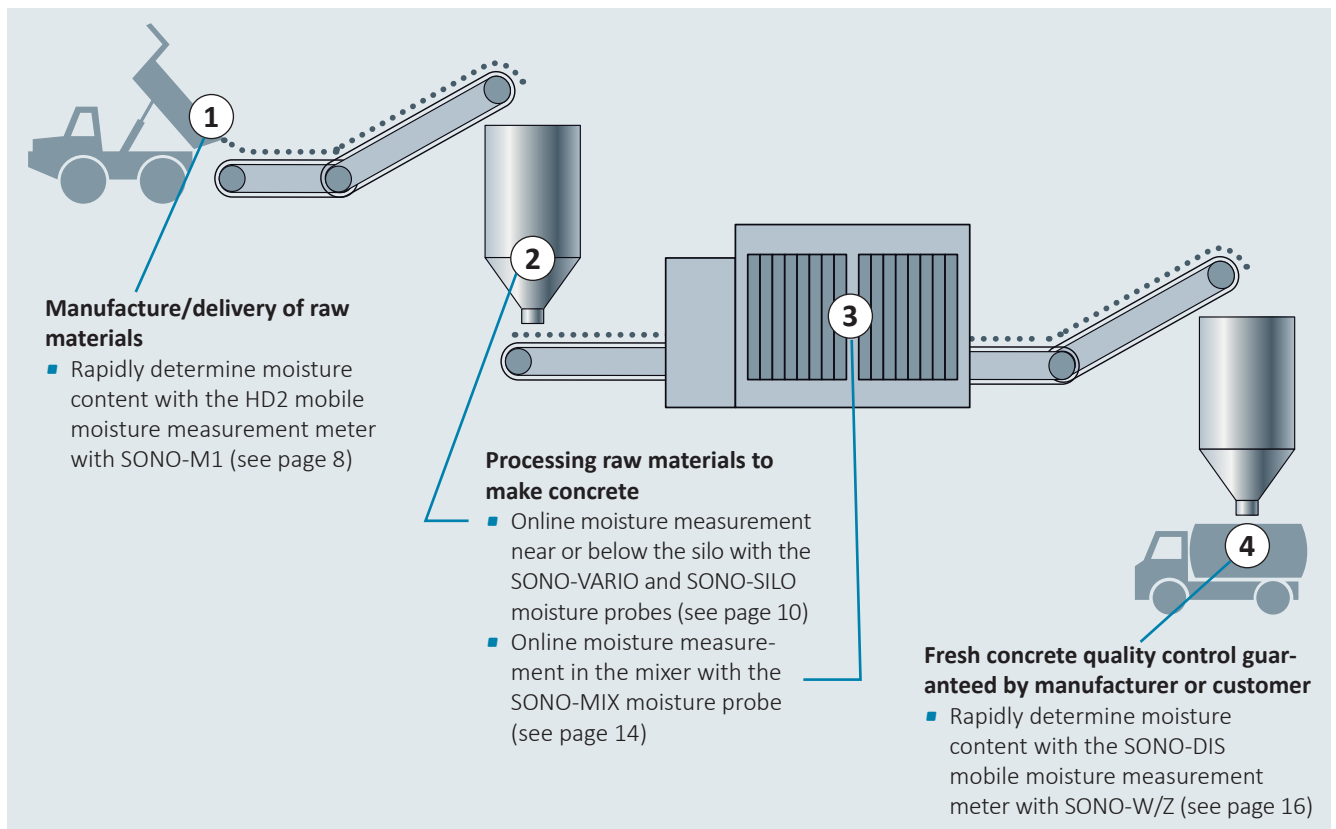 1
Manufacture/delivery of raw
materials
▪ Rapidly determine moisture
content with the HD2 mobile
moisture measurement meter
with SONO-M1 (see page 8)
2
3
Processing raw materials to
make concrete
▪ Online moisture measurement
near or below the silo with the
SONO-VARIO and SONO-SILO
moisture probes (see page 10)
▪ Online moisture measure-
ment in the mixer with the
SONO-MIX moisture probe
(see page 14)
4
Fresh concrete quality control guar-
anteed by manufacturer or customer
▪ Rapidly determine moisture
content with the SONO-DIS
mobile moisture measurement
meter with SONO-W/Z (see page 16)